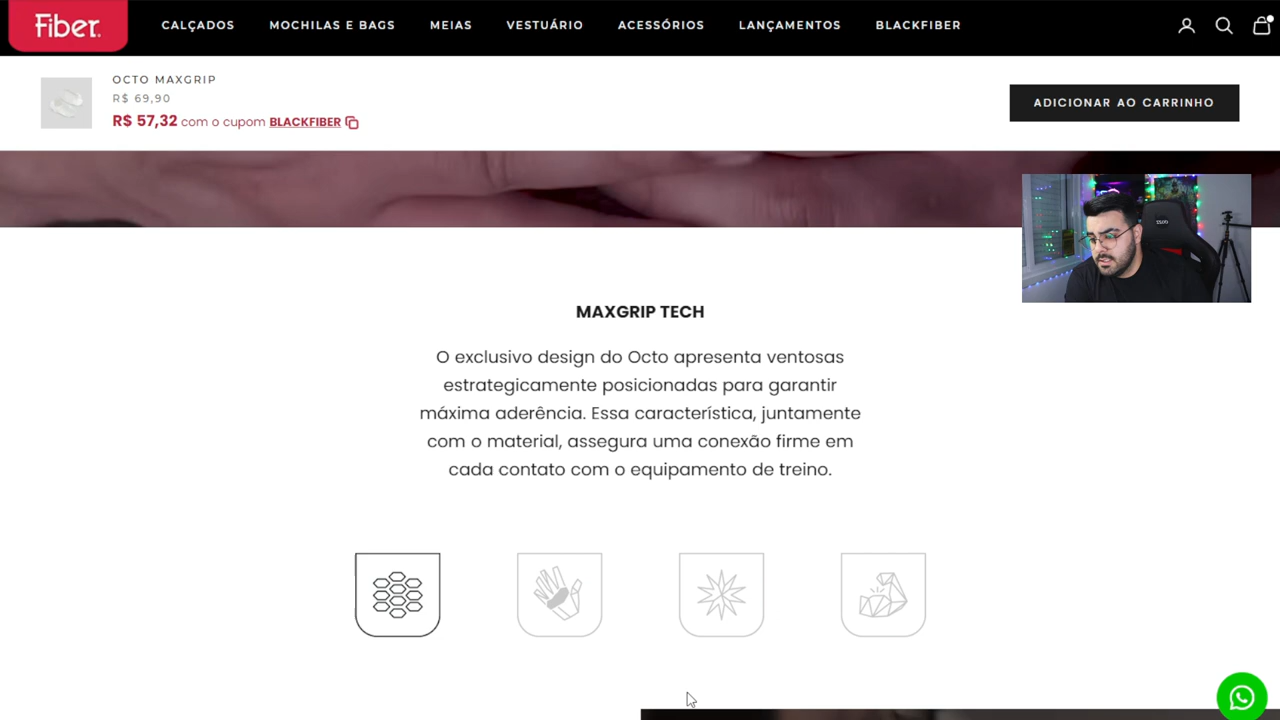 Fiber.
CALÇADOS MOCHILAS E BAGS MEIAS VESTUÁRIO ACESSÓRIOS LANÇAMENTOS BLACKFIBER
OCTO MAXGRIP
R$ 69,90
R$ 57,32 com o cupom BLACKFIBER
ADICIONAR AO CARRINHO
MAXGRIP TECH
O exclusivo design do Octo apresenta ventosas
estrategicamente posicionadas para garantir
máxima aderência. Essa característica, juntamente
com o material, assegura uma conexão firme em
cada contato com o equipamento de treino.